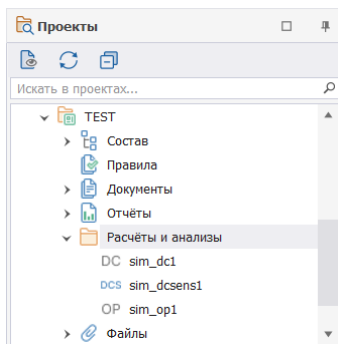 Проекты
Искать в проектах...
TEST
Состав
Правила
Документы
Отчёты
Расчёты и анализы
DC sim_dc1
DCS sim_dcsens1
OP sim_op1
Файлы